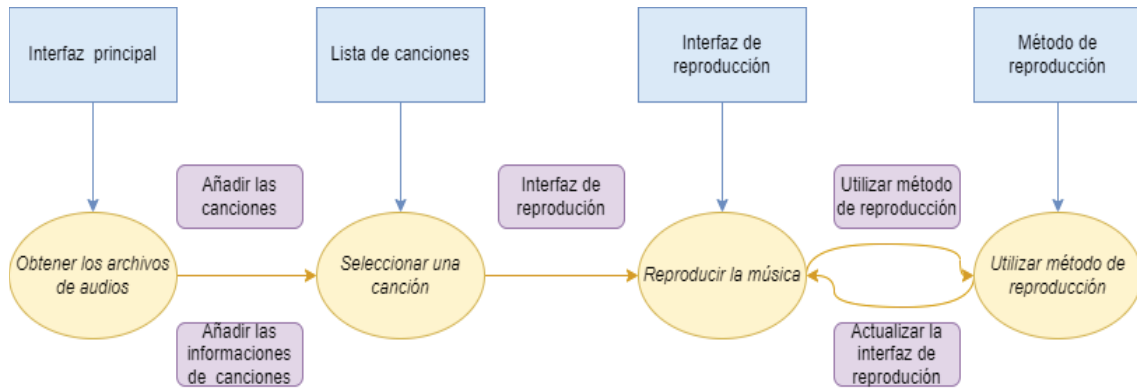 Interfaz principal
Lista de canciones
Interfaz de
reproducción
Método de
reproducción
Añadir las
canciones
Interfaz de
reprodución
Utilizar método
de reproducción
Obtener los archivos
de audios
Seleccionar una
canción
Reproducir la música
Utilizar método de
reproducción
Añadir las
informaciones
de canciones
Actualizar la
interfaz de
reprodución